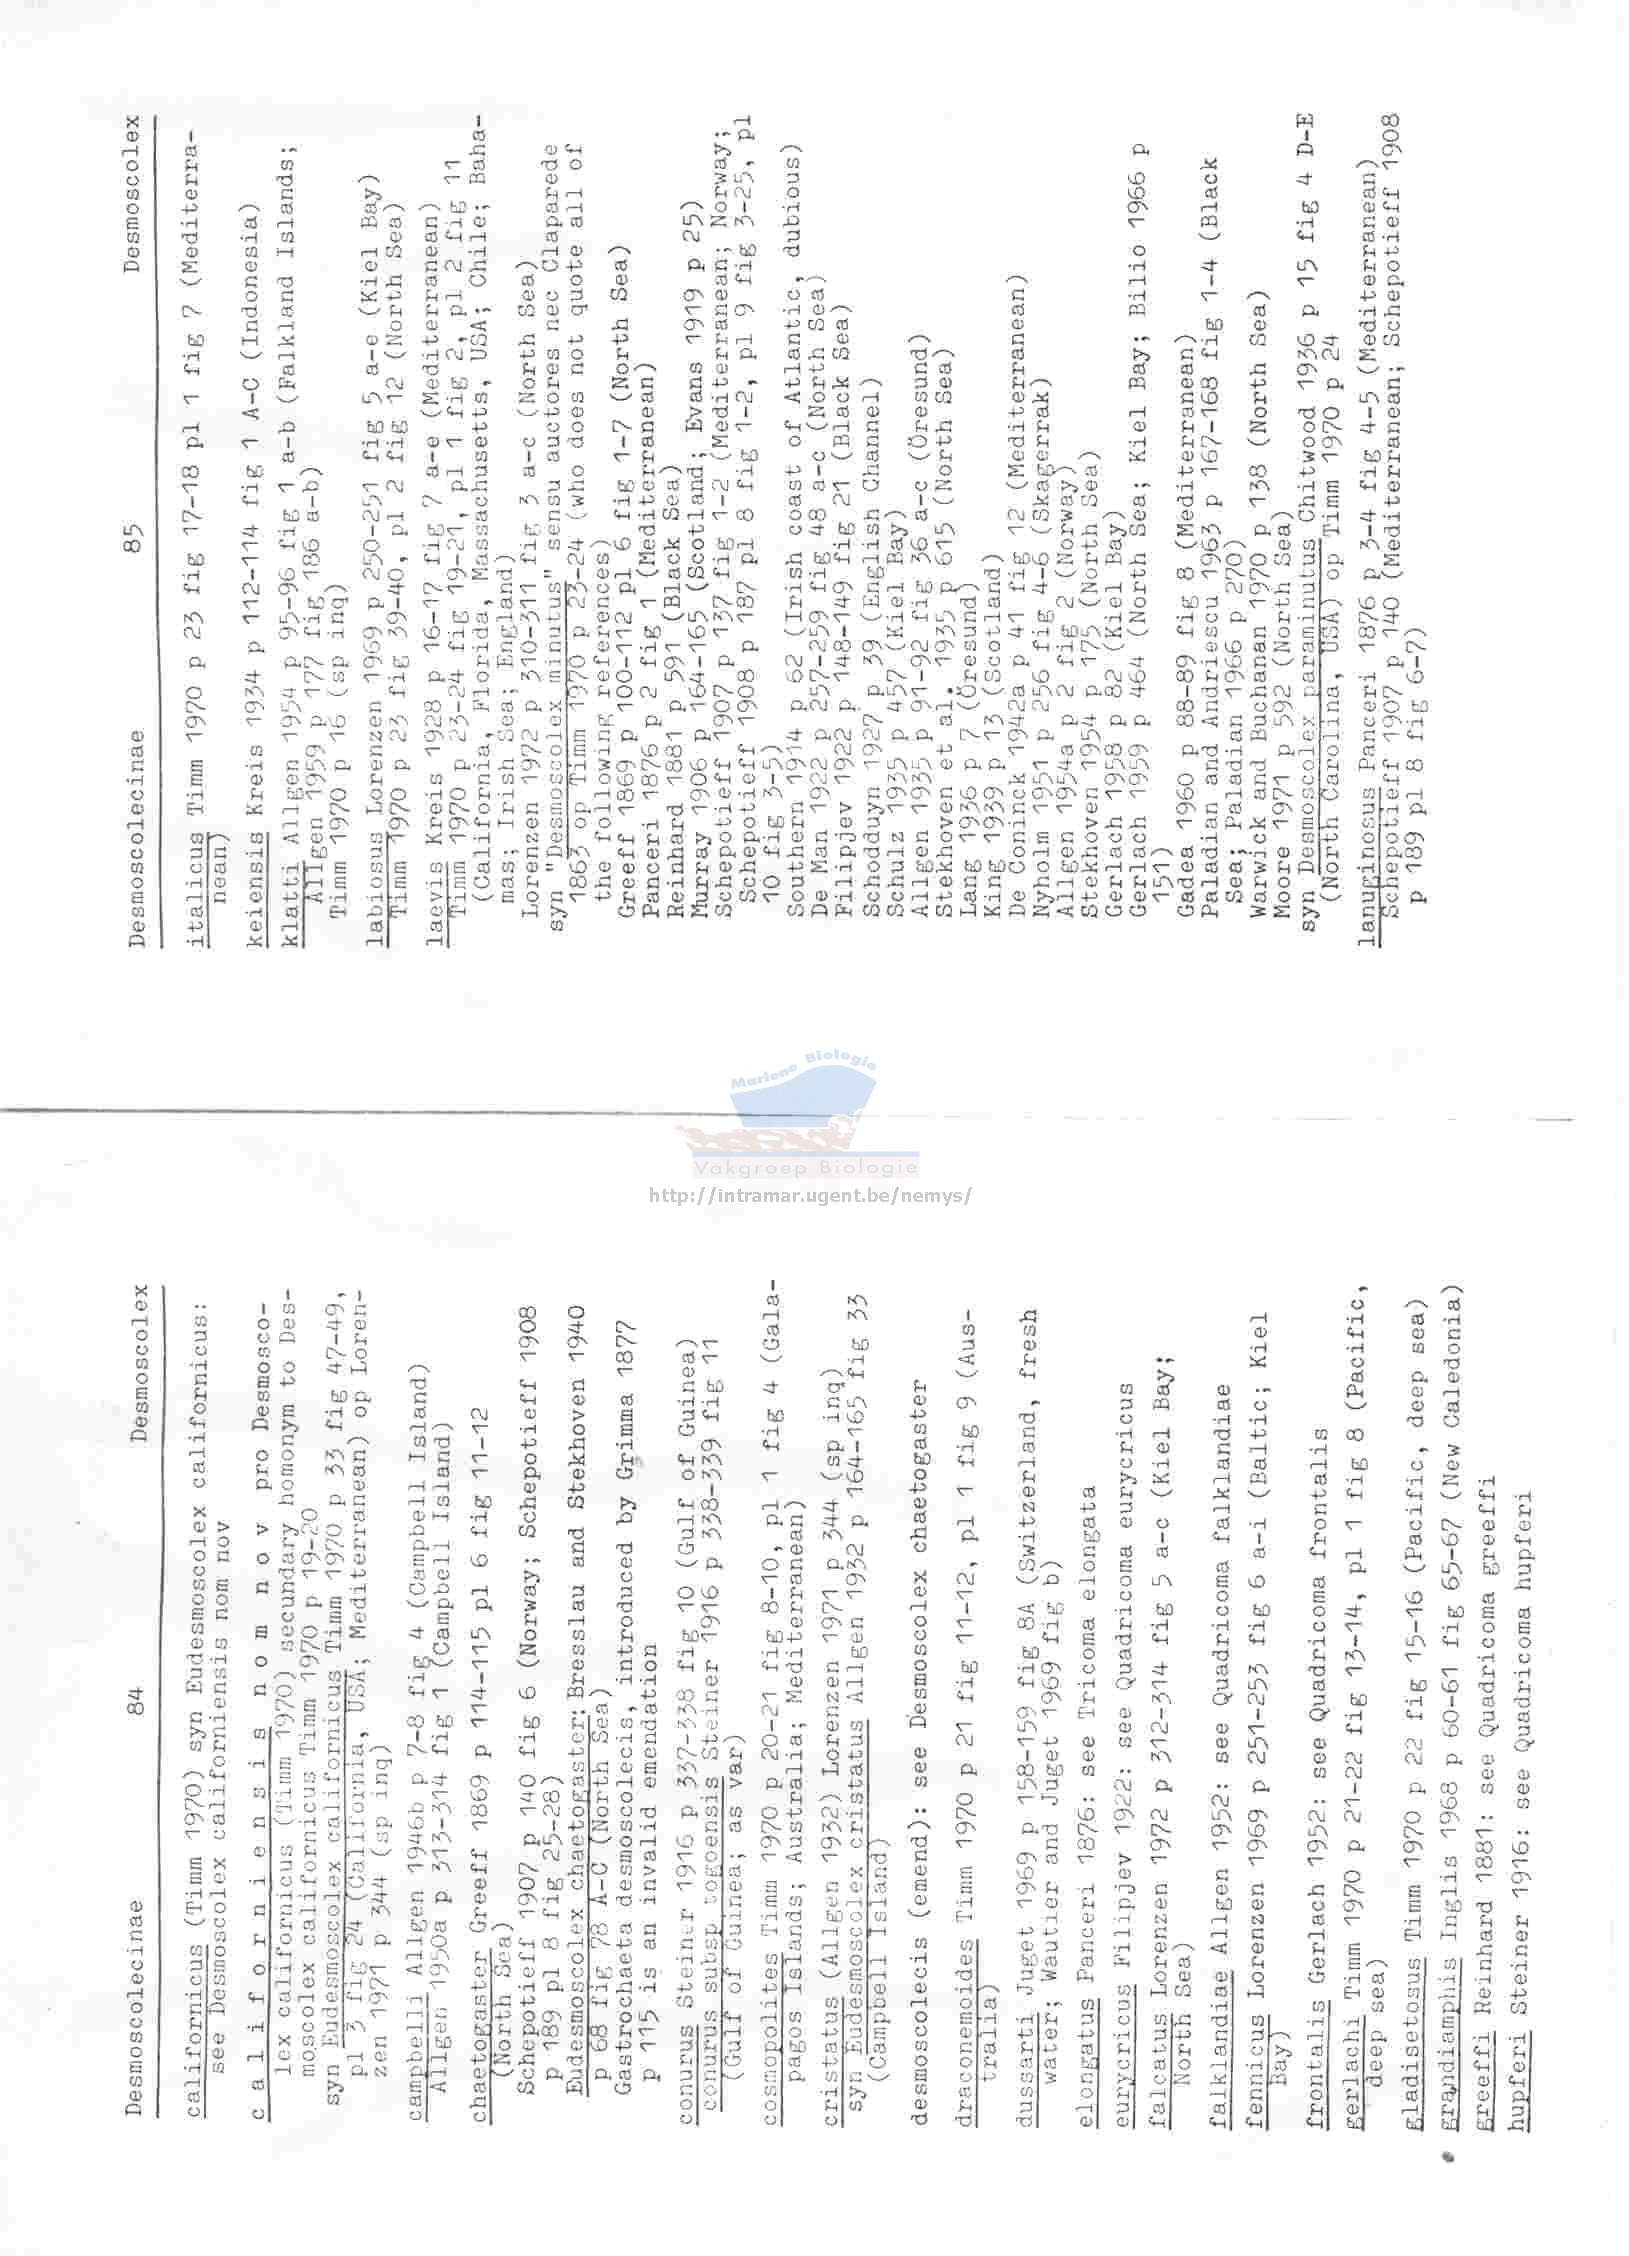 Desmoscolecinae 84 Desmoscolex
californicus (Timm 1970) syn Eudesmoscolex californicus:
see Desmoscolex californiensis nom nov
c a l i f o r n i e n s i s n o m n o v pro Desmosco-
lex californicus (Timm 1970) secundary homonym to Des-
moscolex californicus Timm 1970 p 19-20
syn Eudesmoscolex californicus Timm 1970 p 33 fig 47-49,
pl 3 fig 24 (California, USA; Mediterranean) op Loren-
zen 1971 p 344 (sp inq)
campbelli Allgen 1946b p 7-8 fig 4 (Campbell Island)
Allgen 1950a p 313-314 fig 1 (Campbell Island)
chaetogaster Greeff 1869 p 114-115 pl 6 fig 11-12
(North Sea)
Schepotieff 1907 p 140 fig 6 (Norway; Schepotieff 1908
p 189 pl 8 fig 25-28)
Eudesmoscolex chaetogaster; Bresslau and Stekhoven 1940
p 68 fig 78 A-C (North Sea)
Gastrochaeta desmoscolecis, introduced by Grimma 1877
p 115 is an invalid emendation
conurus Steiner 1916 p 337-338 fig 10 (Gulf of Guinea)
conurus subsp togoensis Steiner 1916 p 338-339 fig 11
(Gulf of Guinea; as var)
cosmopolites Timm 1970 p 20-21 fig 8-10, pl 1 fig 4 (Gala-
pagos Islands; Australia; Mediterranean)
cristatus (Allgen 1932) Lorenzen 1971 p 344 (sp inq)
syn Eudesmoscolex cristatus Allgen 1932 p 164-165 fig 33
(Campbell Island)
desmoscolecis (emend): see Desmoscolex chaetogaster
draconemoides Timm 1970 p 21 fig 11-12, pl 1 fig 9 (Aus-
tralia)
dussarti Juget 1969 p 158-159 fig 8A (Switzerland, fresh
water; Wautier and Juget 1969 fig b)
elongatus Panceri 1876: see Tricoma elongata
eurycricus Filipjev 1922: see Quadricoma eurycricus
falcatus Lorenzen 1972 p 312-314 fig 5 a-c (Kiel Bay;
North Sea)
falklandiae Allgen 1952: see Quadricoma falklandiae
fennicus Lorenzen 1969 p 251-253 fig 6 a-i (Baltic; Kiel
Bay)
frontalis Gerlach 1952: see Quadricoma frontalis
gerlachi Timm 1970 p 21-22 fig 13-14, pl 1 fig 8 (Pacific,
deep sea)
gladisetosus Timm 1970 p 22 fig 15-16 (Pacific, deep sea)
grandiamphis Inglis 1968 p 60-61 fig 65-67 (New Caledonia)
greeffi Reinhard 1881: see Quadricoma greeffi
hupferi Steiner 1916: see Quadricoma hupferi
Desmoscolecinae 85 Desmoscolex
italicus Timm 1970 p 23 fig 17-18 pl 1 fig 7 (Mediterra-
nean)
keiensis Kreis 1934 p 112-114 fig 1 A-C (Indonesia)
klatti Allgen 1954 p 95-96 fig 1 a-b (Falkland Islands;
Allgen 1959 p 177 fig 186 a-b)
Timm 1970 p 16 (sp inq)
labiosus Lorenzen 1969 p 250-251 fig 5 a-e (Kiel Bay)
Timm 1970 p 23 fig 39-40, pl 2 fig 12 (North Sea)
laevis Kreis 1928 p 16-17 fig 7 a-e (Mediterranean)
Timm 1970 p 23-24 fig 19-21, pl 1 fig 2, pl 2 fig 11
(California, Florida, Massachusetts, USA; Chile; Baha-
mas; Irish Sea; England)
Lorenzen 1972 p 310-311 fig 3 a-c (North Sea)
syn "Desmoscolex minutus" sensu auctores nec Claparede
1863 op Timm 1970 p 23-24 (who does not quote all of
the following references)
Greeff 1869 p 100-112 pl 6 fig 1-7 (North Sea)
Panceri 1876 p 2 fig 1 (Mediterranean)
Reinhard 1881 p 591 (Black Sea)
Murray 1906 p 164-165 (Scotland; Evans 1919 p 25)
Schepotieff 1907 p 137 fig 1-2 (Mediterranean; Norway;
Schepotieff 1908 p 187 pl 8 fig 1-2, pl 9 fig 3-25, pl
10 fig 3-5)
Southern 1914 p 62 (Irish coast of Atlantic, dubious)
De Man 1922 p 257-259 fig 48 a-c (North Sea)
Filipjev 1922 p 148-149 fig 21 (Black Sea)
Schodduyn 1927 p 39 (English Channel)
Schulz 1935 p 457 (Kiel Bay)
Allgen 1935 p 91-92 fig 36 a-c (Öresund)
Stekhoven et al. 1935 p 615 (North Sea)
Lang 1936 p 7 (Öresund)
King 1939 p 13 (Scotland)
De Coninck 1942a p 41 fig 12 (Mediterranean)
Nyholm 1951 p 256 fig 4-6 (Skagerrak)
Allgen 1954a p 2 fig 2 (Norway)
Stekhoven 1954 p 175 (North Sea)
Gerlach 1958 p 82 (Kiel Bay)
Gerlach 1959 p 464 (North Sea; Kiel Bay; Bilio 1966 p
151)
Gadea 1960 p 88-89 fig 8 (Mediterranean)
Paladian and Andriescu 1963 p 167-168 fig 1-4 (Black
Sea; Paladian 1966 p 270)
Warwick and Buchanan 1970 p 138 (North Sea)
Moore 1971 p 592 (North Sea)
syn Desmoscolex paraminutus Chitwood 1936 p 15 fig 4 D-E
(North Carolina, USA) op Timm 1970 p 24
lanuginosus Panceri 1876 p 3-4 fig 4-5 (Mediterranean)
Schepotieff 1907 p 140 (Mediterranean; Schepotieff 1908
p 189 pl 8 fig 6-7)
Mariene Biologie
Vakgroep Biologie
http://intramar.ugent.be/nemys/